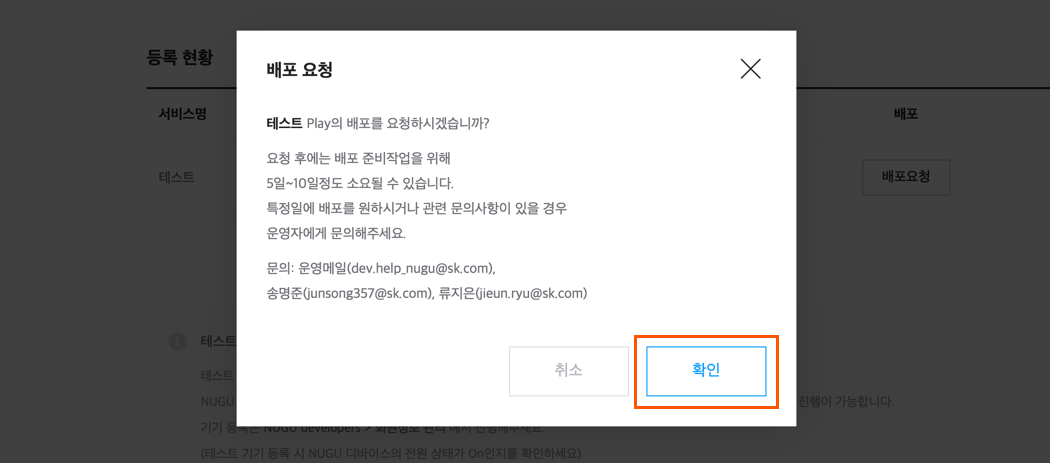 등록 현황
배포 요청
서비스명
배포
테스트 Play의 배포를 요청하시겠습니까?
요청 후에는 배포 준비작업을 위해
테스트
배포요청
5일~10일정도 소요될 수 있습니다.
특정일에 배포를 원하시거나 관련 문의사항이 있을 경우
운영자에게 문의해주세요.
문의: 운영메일(dev.help_nugu@sk.com),
송명준(junsong357@sk.com), 류지은(jieun.ryu@sk.com)
테스트
취소
확인
테스트
NUGU
진행이 가능합니다.
기기 등록은 NUGU developers > 회원정보 관리 에서 진행해주세요.
(테스트 기기 등록 시 NUGU 디바이스의 전원 상태가 On인지를 확인하세요)